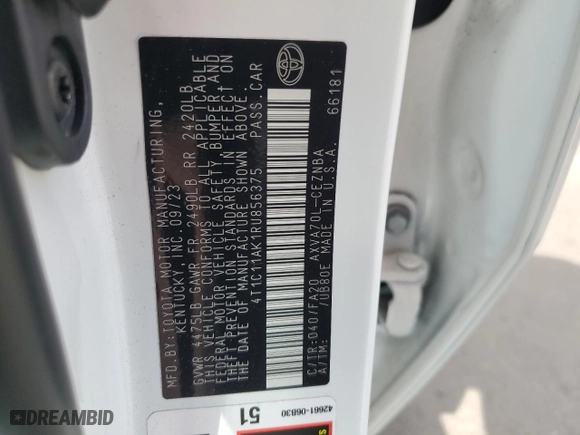 MFD.BY:TOYOTA MOTOR MANUFACTURING,
KENTUCKY, INC.09/23
GVWR 4475LB GAWR FR 2490LB RR 2420LB
THIS VEHICLE CONFORMS TO ALL APPLICABLE
FEDERAL MOTOR VEHICLE SAFETY, BUMPER, AND
THEFT PREVENTION STANDARDS IN EFFECT ON
THE DATE OF MANUFACTURE SHOWN ABOVE.
4T1C11AK1RU856375 PASS.CAR
C/TR:040/FA20 AXVA70L-CEZNBA
A/TM: /UB80E MADE IN U.S.A.
66181
51
42661-06B30
DREAMBID